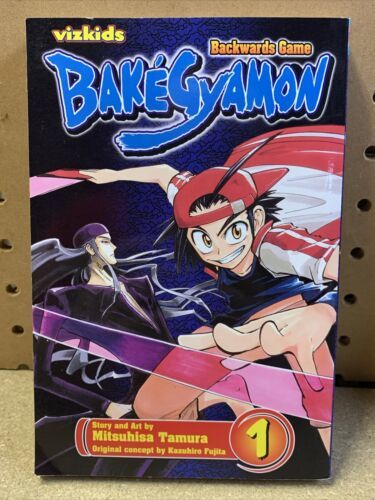 vizkids
Backwards Game
BAKÉGYAMON
Story and Art by
Mitsuhisa Tamura
Original concept by Kazuhiro Fujita
1